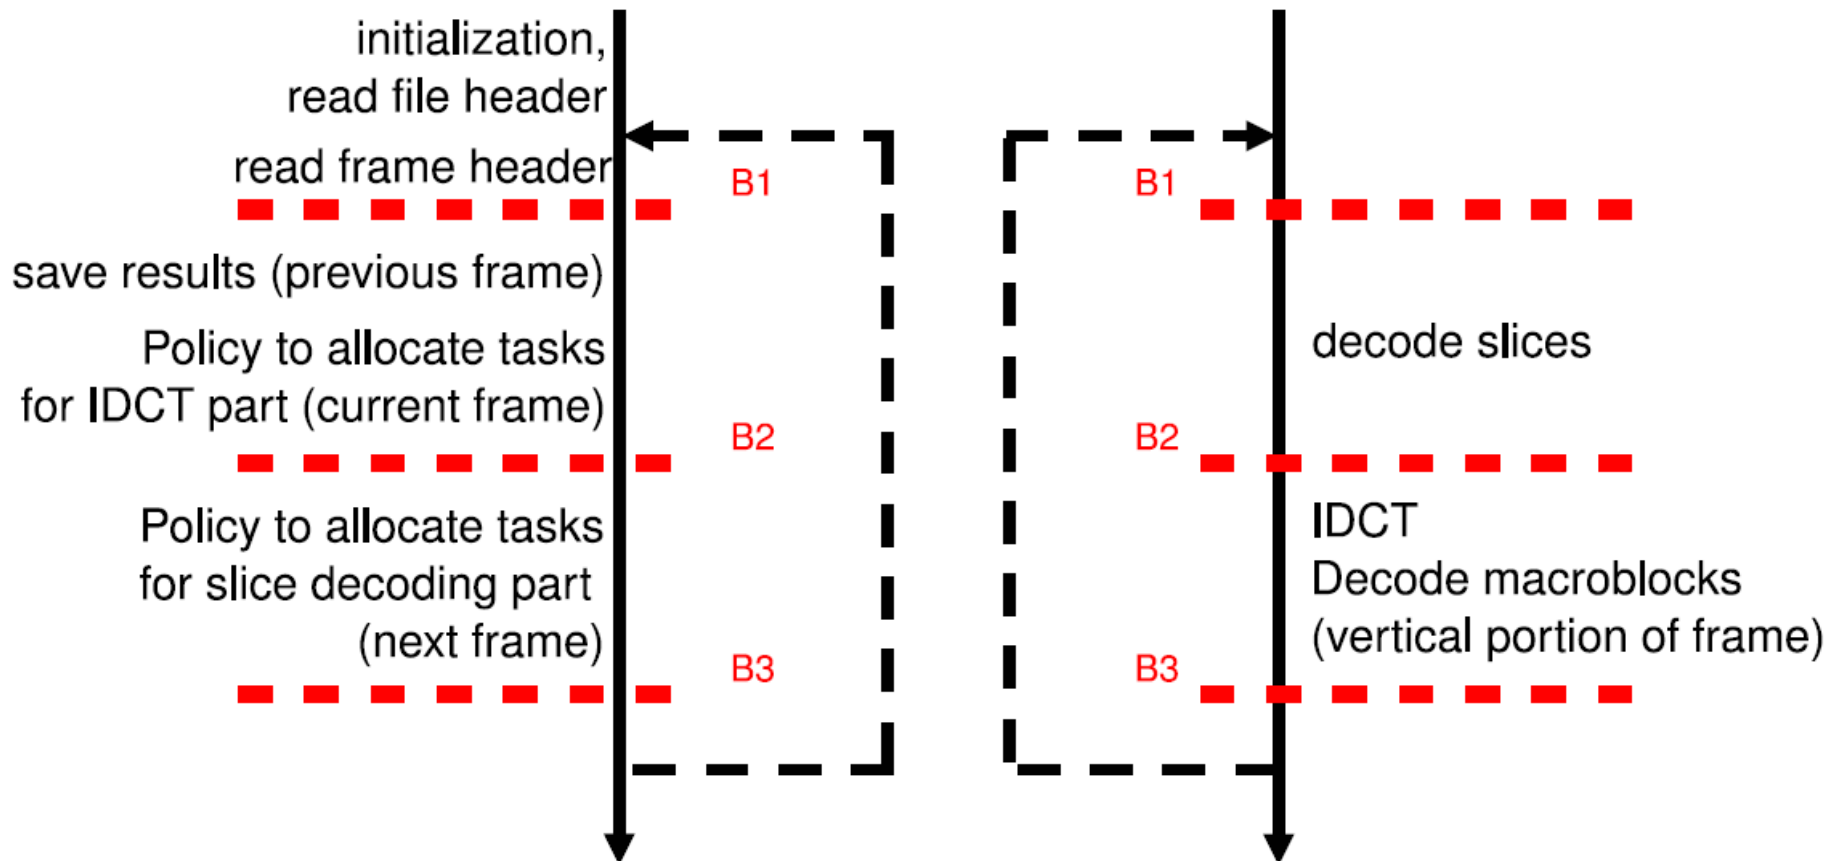 initialization,
read file header
read frame header
B1
B1
save results (previous frame)
Policy to allocate tasks
for IDCT part (current frame)
decode slices
B2
B2
Policy to allocate tasks
for slice decoding part
(next frame)
IDCT
Decode macroblocks
(vertical portion of frame)
B3
B3